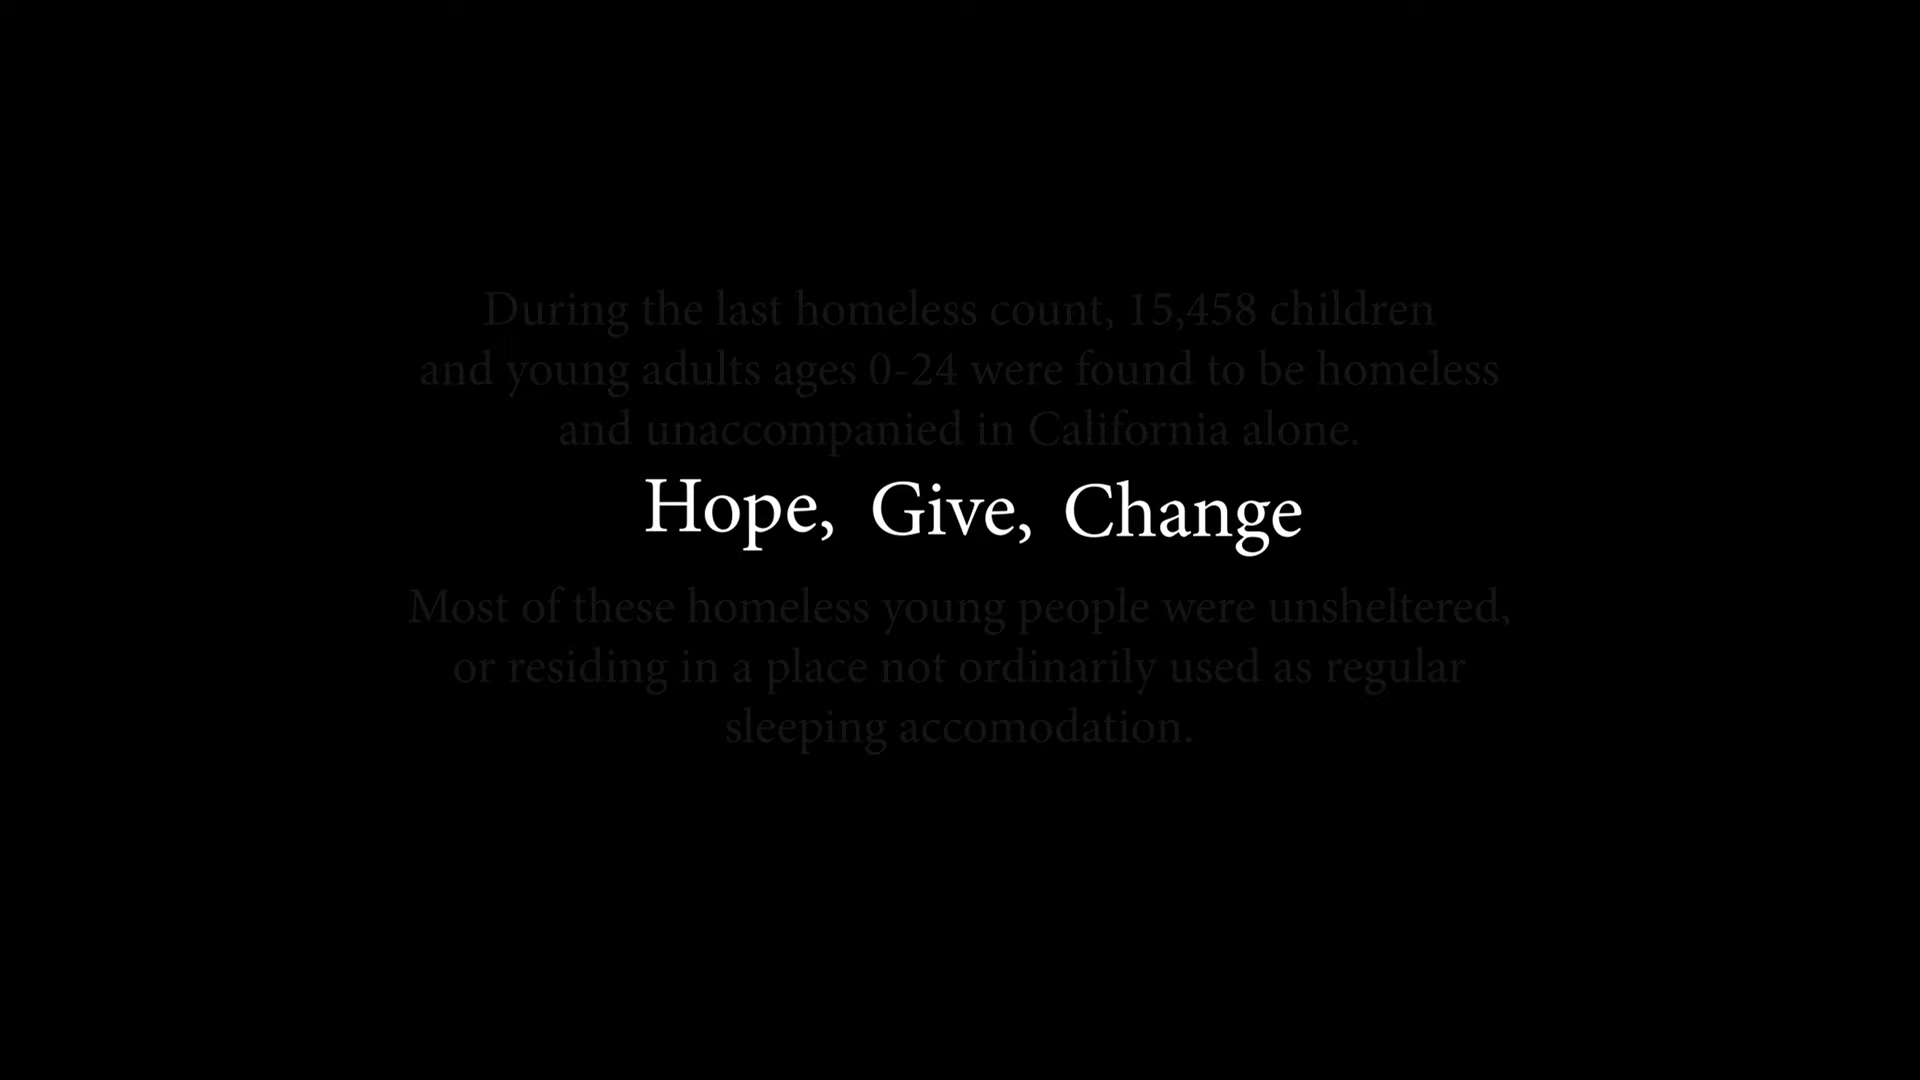 During the last homeless count, 15,458 children
and young adults ages 0-24 were found to be homeless
and unaccompanied in California alone.
Hope, Give, Change
Most of these homeless young people were unsheltered,
or residing in a place not ordinarily used as regular
sleeping accomodation.